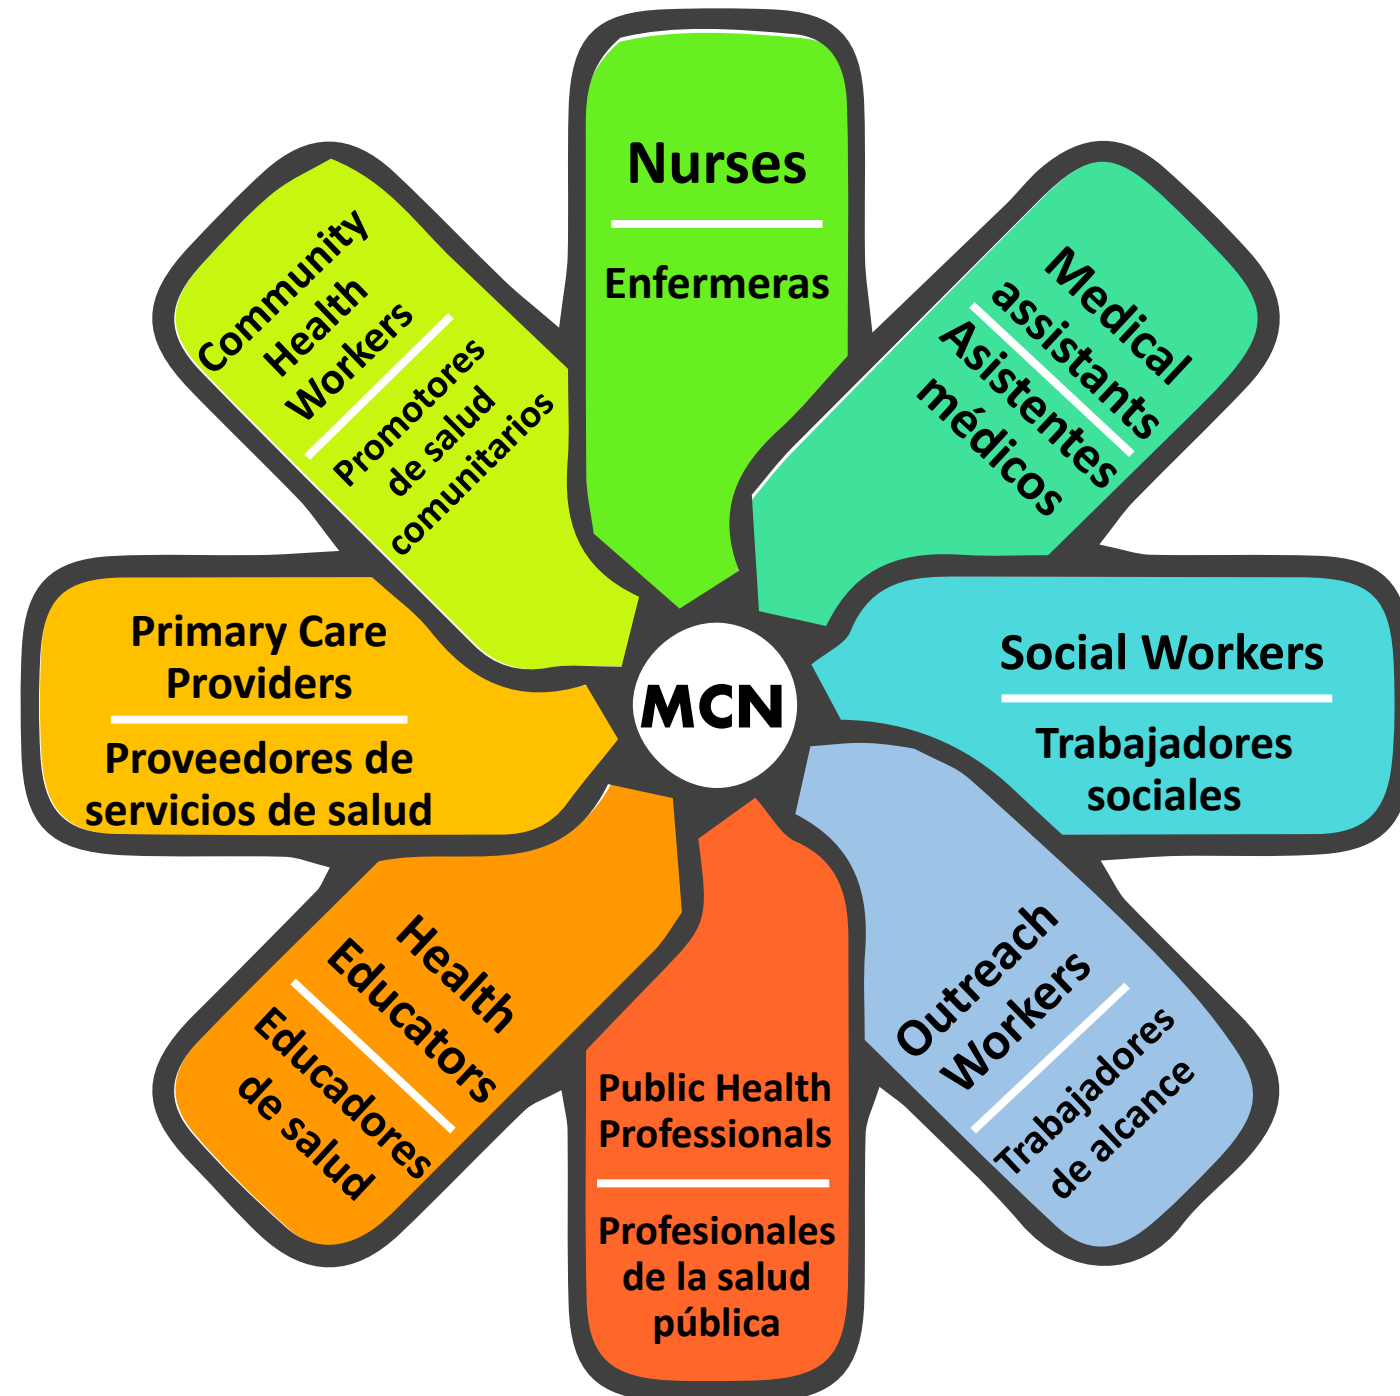 Nurses
Enfermeras
Medical
assistants
Asistentes
médicos
Social Workers
Trabajadores
sociales
Outreach
Workers
Trabajadores
de alcance
Public Health
Professionals
Profesionales
de la salud
pública
Health
Educators
Educadores
de salud
Primary Care
Providers
Proveedores de
servicios de salud
Community
Health
Workers
Promotores
de salud
comunitarios
MCN